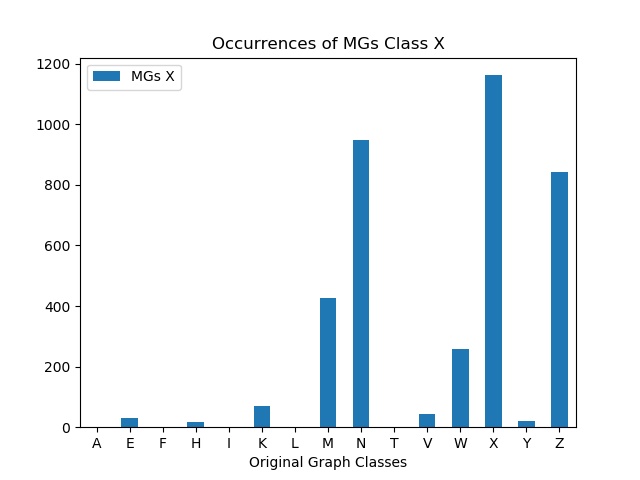 Occurrences of MGs Class X
MGs X
1200
1000
800
600
400
200
0
A E F H I K L M N T V W X Y Z
Original Graph Classes